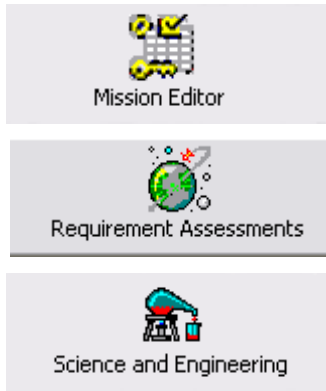 Mission Editor
Requirement Assessments
Science and Engineering